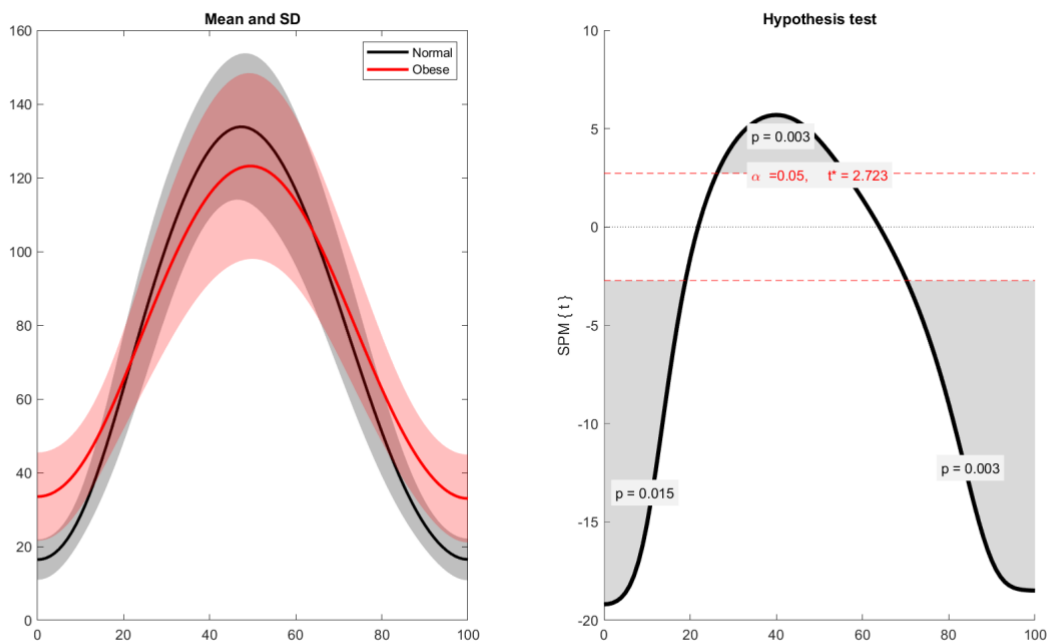 Mean and SD
160
140
120
100
80
60
40
20
0
0 20 40 60 80 100
Normal
Obese
Hypothesis test
SPM { t }
10
5
0
-5
-10
-15
-20
0 20 40 60 80 100
p = 0.003
α =0.05, t* = 2.723
p = 0.015
p = 0.003